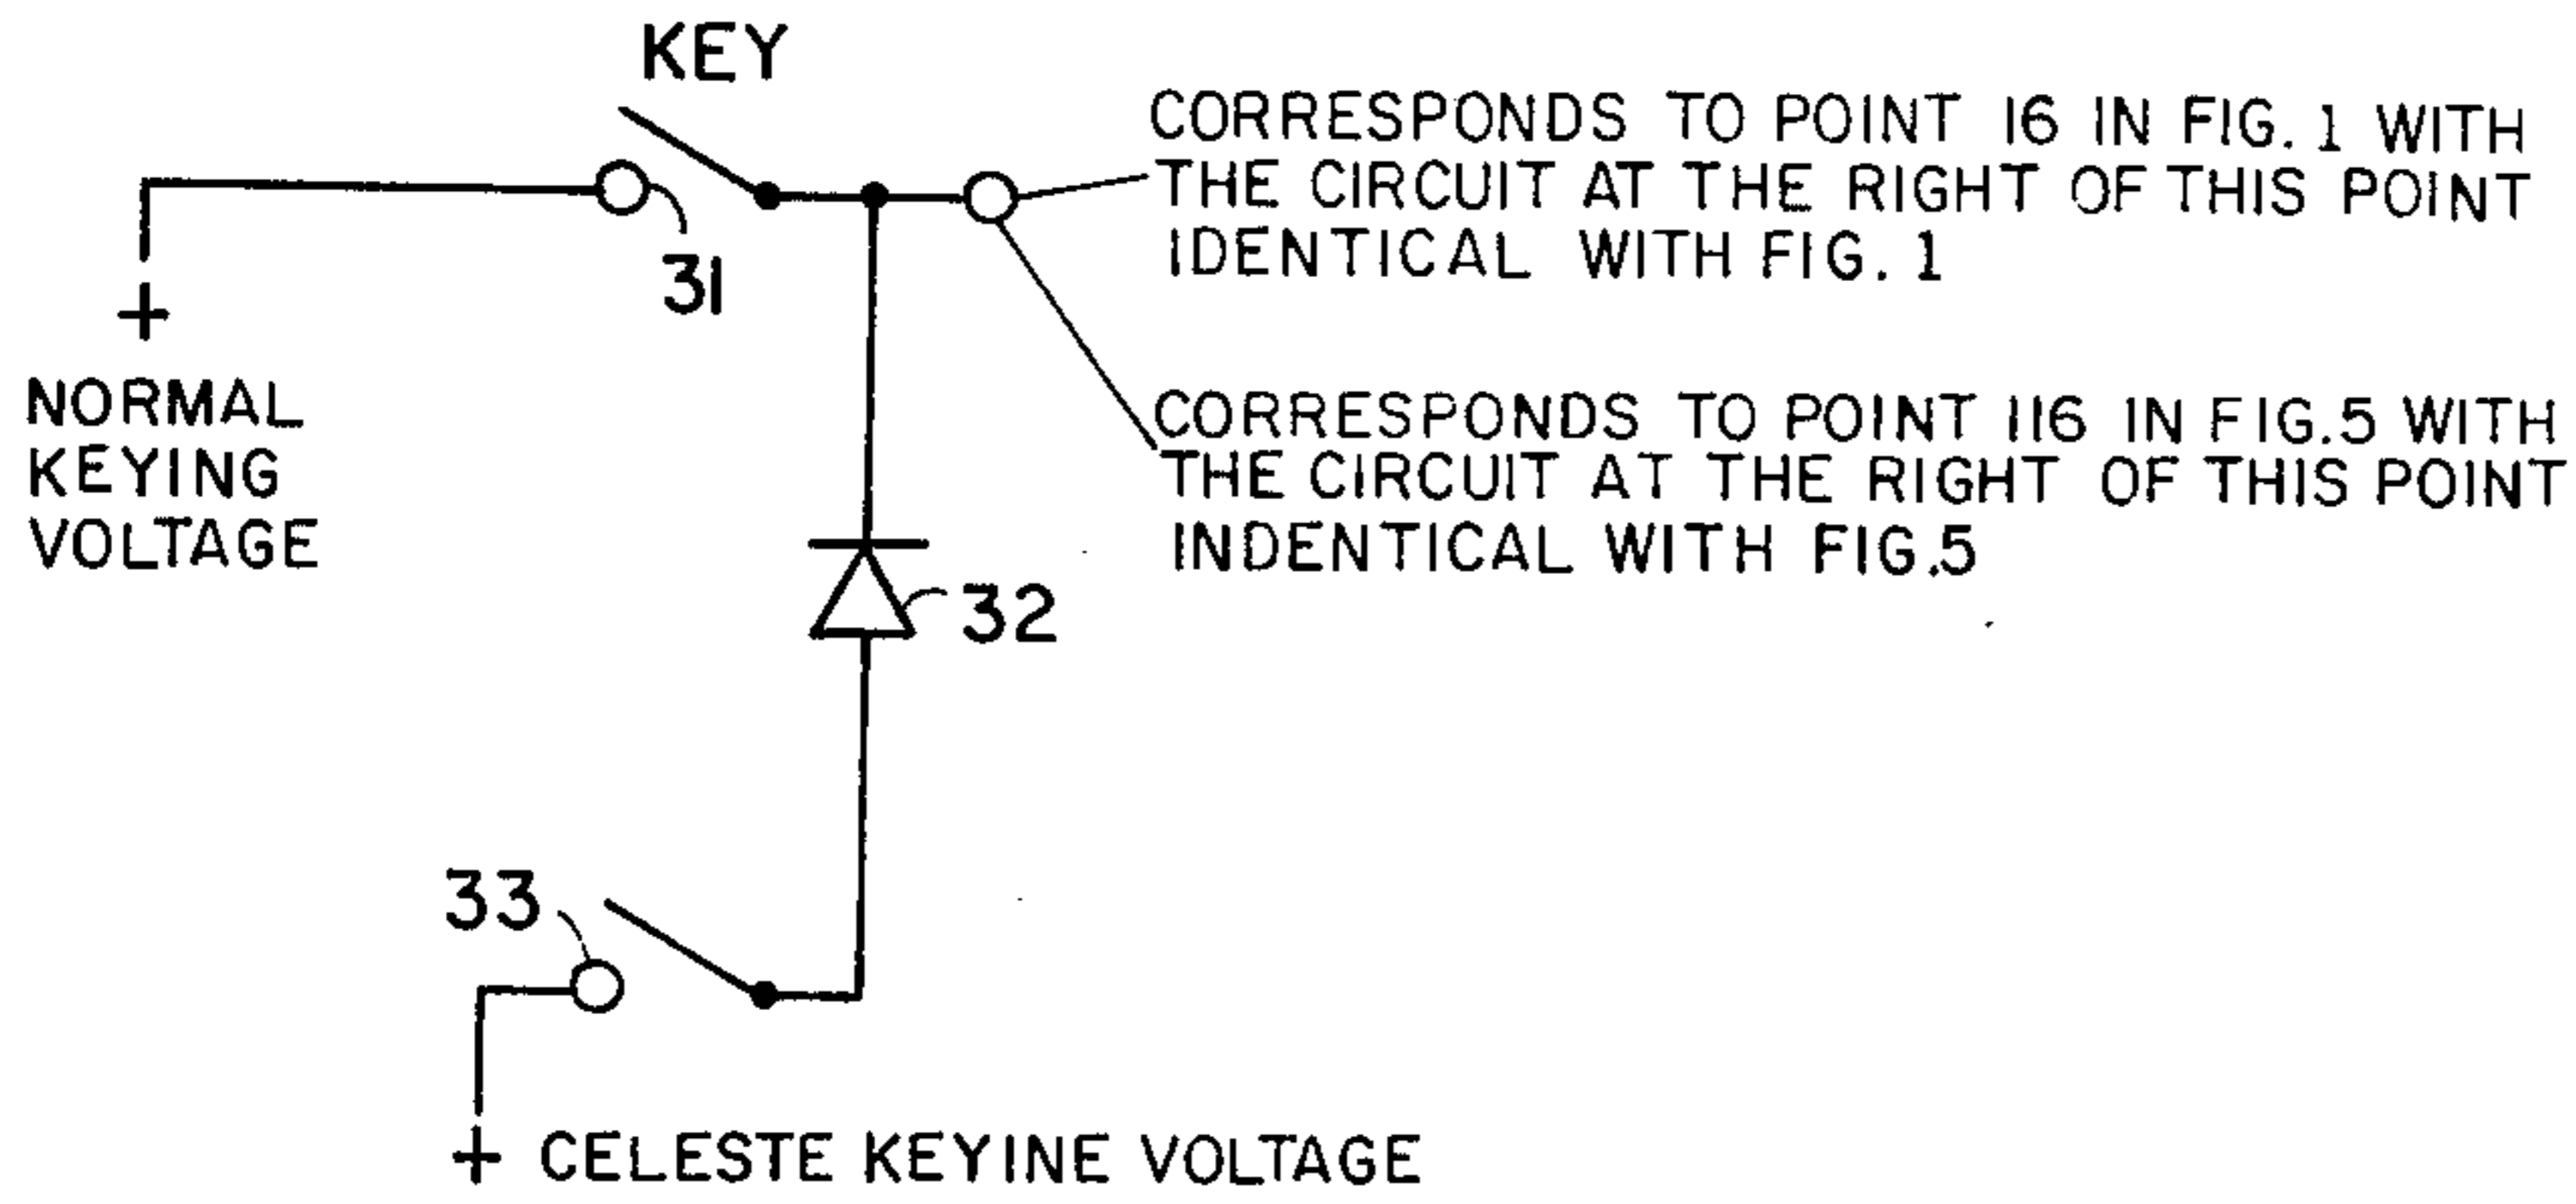 KEY
CORRESPONDS TO POINT 16 IN FIG. 1 WITH
THE CIRCUIT AT THE RIGHT OF THIS POINT
IDENTICAL WITH FIG. 1
31
+
NORMAL
KEYING
VOLTAGE
CORRESPONDS TO POINT 116 IN FIG.5 WITH
THE CIRCUIT AT THE RIGHT OF THIS POINT
INDENTICAL WITH FIG.5
32
33
+ CELESTE KEYINE VOLTAGE